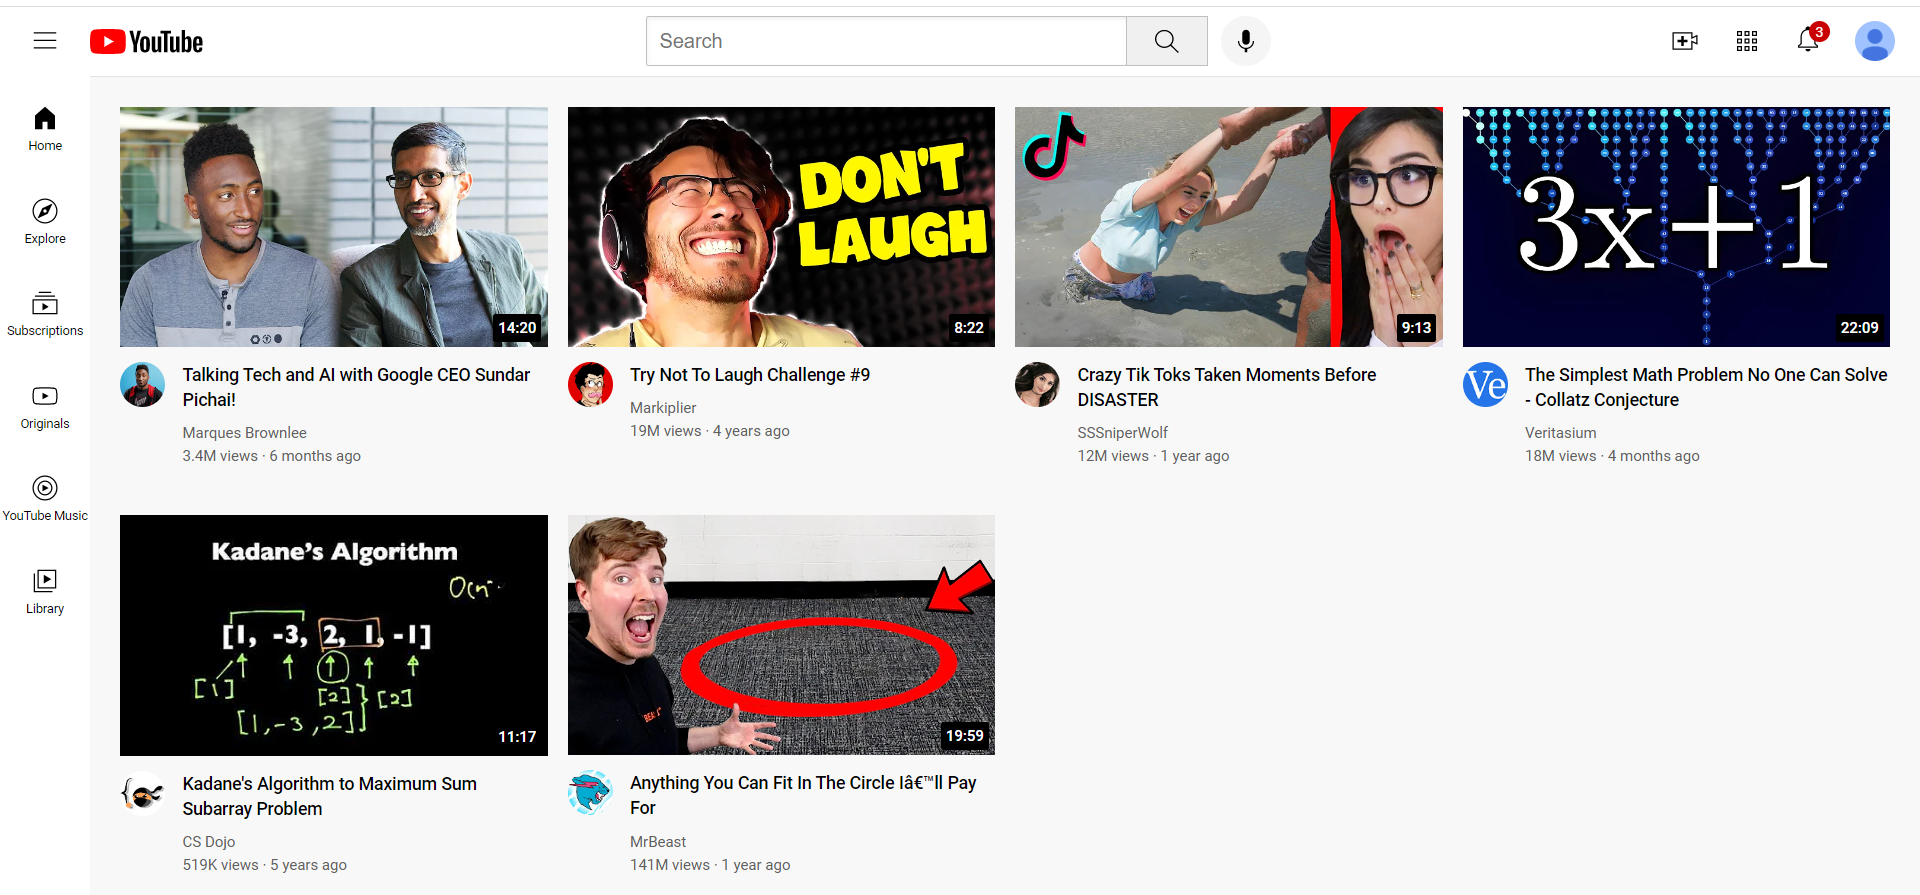 YouTube
Search
3
Home
Explore
Subscriptions
Originals
YouTube Music
Library
DON'T
LAUGH
3x+1
14:20
8:22
9:13
22:09
Talking Tech and AI with Google CEO Sundar
Pichai!
Marques Brownlee
3.4M views · 6 months ago
Try Not To Laugh Challenge #9
Markiplier
19M views · 4 years ago
Crazy Tik Toks Taken Moments Before
DISASTER
SSSniperWolf
12M views · 1 year ago
Ve
The Simplest Math Problem No One Can Solve
- Collatz Conjecture
Veritasium
18M views · 4 months ago
Kadane's Algorithm
[1, -3, 2, 1, -1]
[1]
[2]
[2]
[1, -3, 2]
11:17
19:59
Kadane's Algorithm to Maximum Sum
Subarray Problem
CS Dojo
519K views · 5 years ago
Anything You Can Fit In The Circle Iâ€™ll Pay
For
MrBeast
141M views · 1 year ago